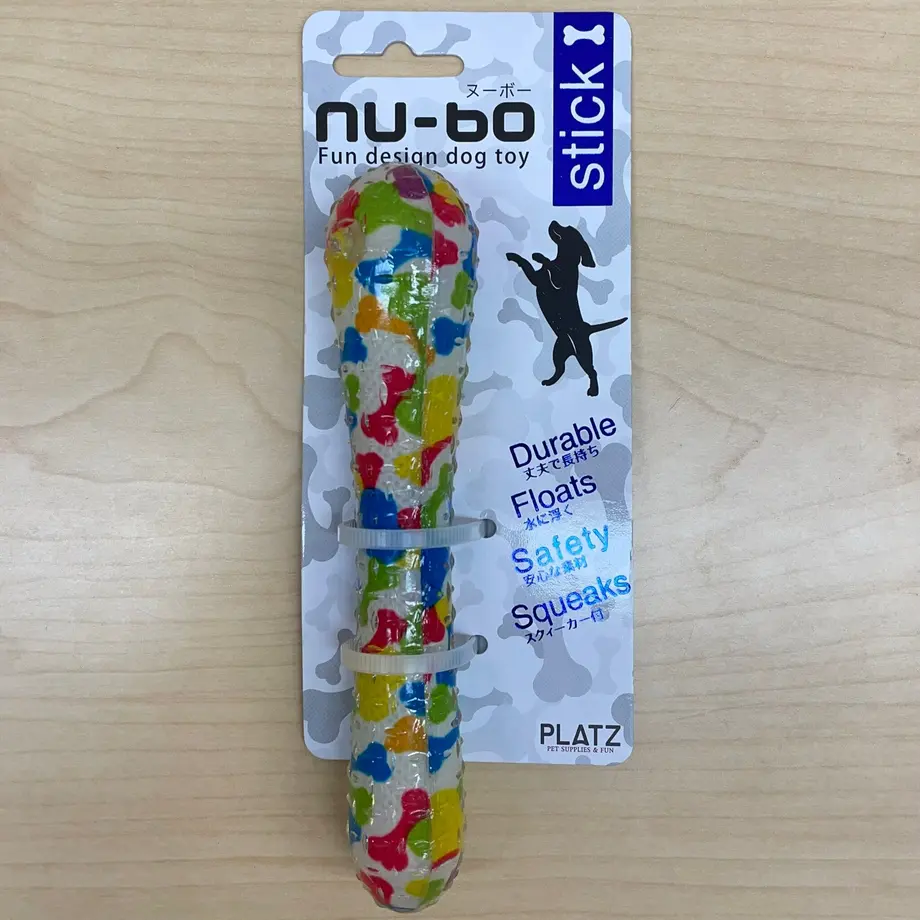 ヌーボー
nu-bo
Fun design dog toy
stick
Durable
丈夫で長持ち
Floats
水に浮く
Safety
安心な素材
Squeaks
スクィーカー付
PLATZ
PET SUPPLIES & FUN